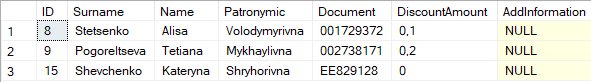 ID Surname Name Patronymic Document DiscountAmount AddInformation
1 8 Stetsenko Alisa Volodymyrivna 001729372 0,1 NULL
2 9 Pogoreltseva Tetiana Mykhaylivna 002738171 0,2 NULL
3 15 Shevchenko Kateryna Shryhorivna EE829128 0 NULL